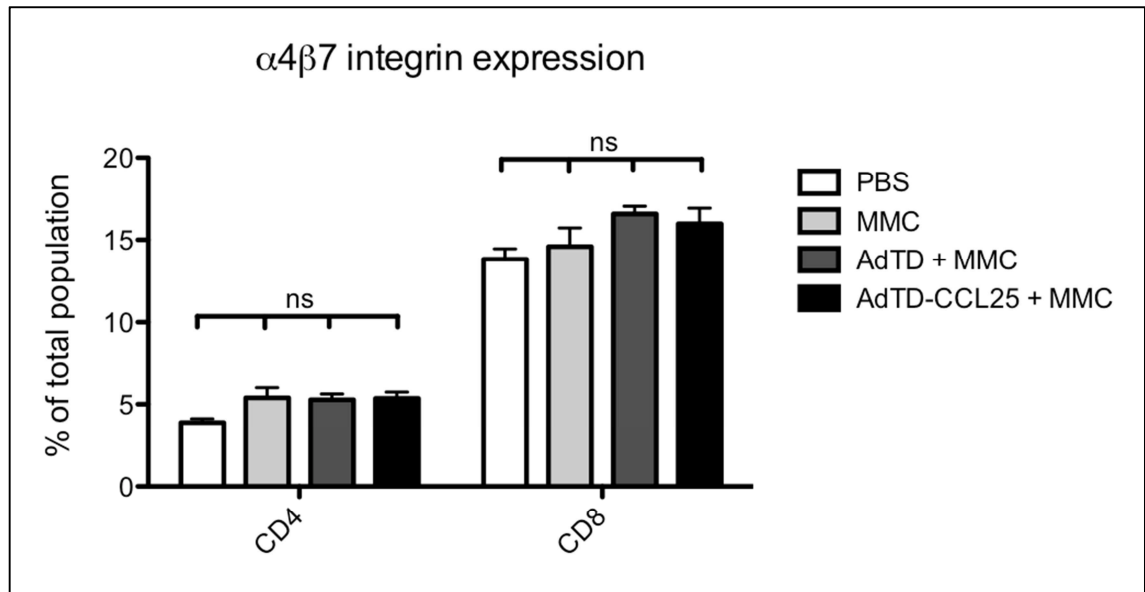 α4β7 integrin expression
% of total population
20
15
10
5
0
ns
ns
CD4
CD8
PBS
MMC
AdTD + MMC
AdTD-CCL25 + MMC